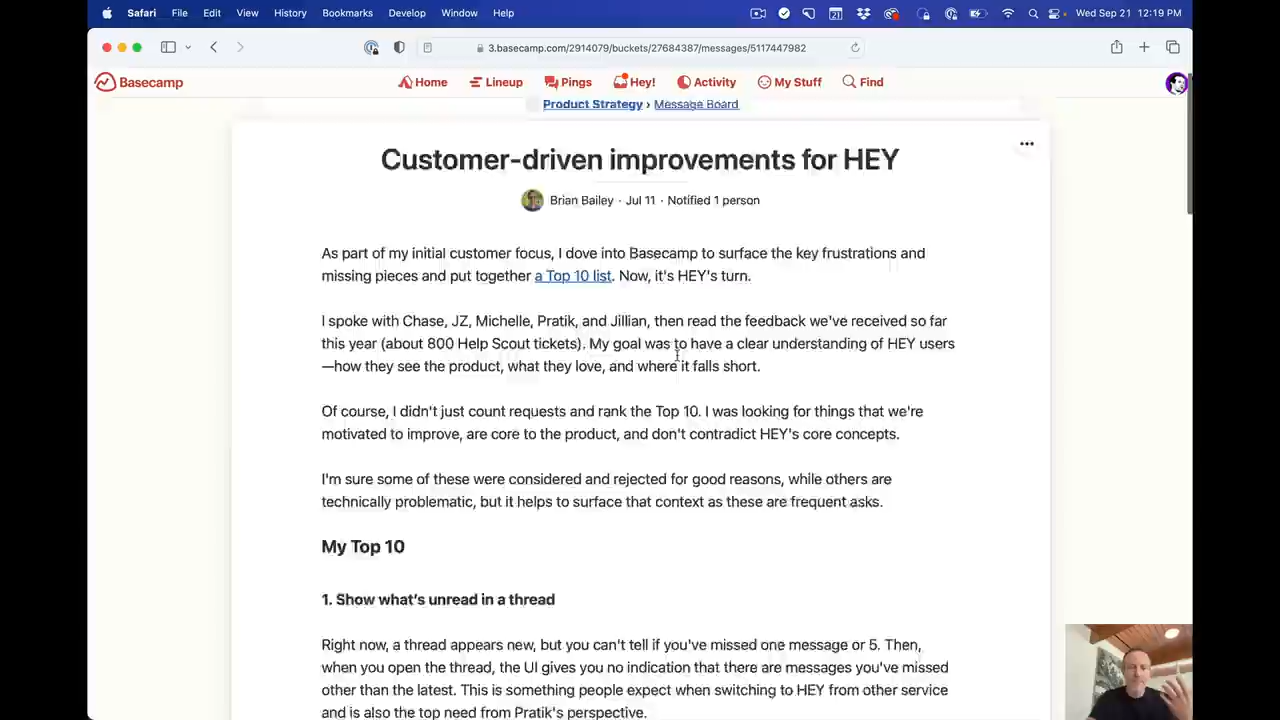 Safari File Edit View History Bookmarks Develop Window Help
21
Wed Sep 21 12:19 PM
3.basecamp.com/2914079/buckets/27684387/messages/5117447982
Basecamp
Home Lineup Pings Hey! Activity My Stuff Find
Product Strategy › Message Board
Customer-driven improvements for HEY
Brian Bailey · Jul 11 · Notified 1 person
As part of my initial customer focus, I dove into Basecamp to surface the key frustrations and
missing pieces and put together a Top 10 list. Now, it's HEY's turn.
I spoke with Chase, JZ, Michelle, Pratik, and Jillian, then read the feedback we've received so far
this year (about 800 Help Scout tickets). My goal was to have a clear understanding of HEY users
—how they see the product, what they love, and where it falls short.
Of course, I didn't just count requests and rank the Top 10. I was looking for things that we're
motivated to improve, are core to the product, and don't contradict HEY's core concepts.
I'm sure some of these were considered and rejected for good reasons, while others are
technically problematic, but it helps to surface that context as these are frequent asks.
My Top 10
1. Show what's unread in a thread
Right now, a thread appears new, but you can't tell if you've missed one message or 5. Then,
when you open the thread, the UI gives you no indication that there are messages you've missed
other than the latest. This is something people expect when switching to HEY from other service
and is also the top need from Pratik's perspective.